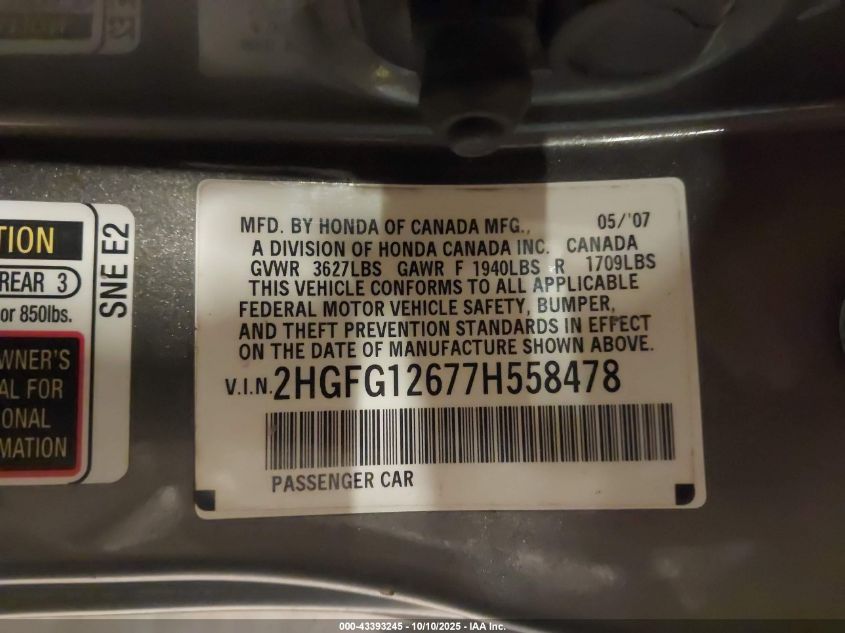 TION
REAR 3
or 850lbs.
WNER'S
AL FOR
ONAL
MATION
SNE E2
MFD. BY HONDA OF CANADA MFG., 05/'07
A DIVISION OF HONDA CANADA INC. CANADA
GVWR 3627LBS GAWR F 1940LBS R 1709LBS
THIS VEHICLE CONFORMS TO ALL APPLICABLE
FEDERAL MOTOR VEHICLE SAFETY, BUMPER,
AND THEFT PREVENTION STANDARDS IN EFFECT
ON THE DATE OF MANUFACTURE SHOWN ABOVE.
V.I.N. 2HGFG12677H558478
PASSENGER CAR
000-43393245 - 10/10/2025 - IAA Inc.